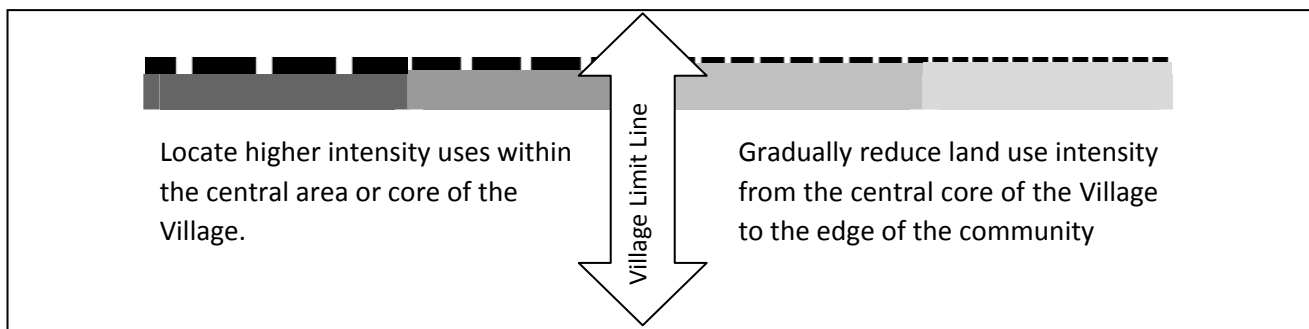 Locate higher intensity uses within
the central area or core of the
Village.
Village Limit Line
Gradually reduce land use intensity
from the central core of the Village
to the edge of the community